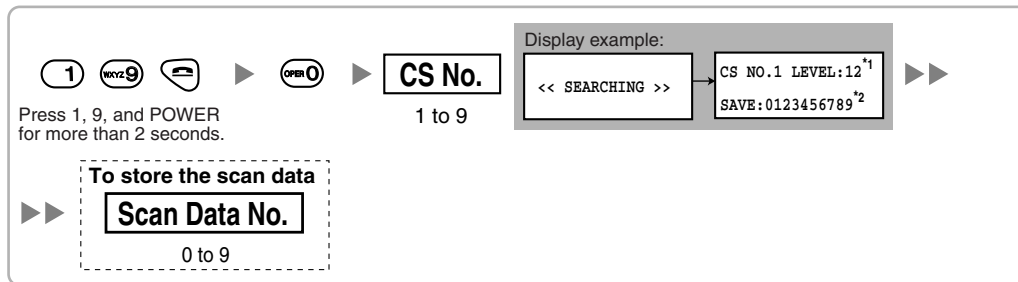 1) WXYZ 9 OPER 0 CS No.
Press 1, 9, and POWER
for more than 2 seconds.
1 to 9
Display example:
<< SEARCHING >>
CS NO.1 LEVEL:12*1
SAVE:0123456789*2
To store the scan data
Scan Data No.
0 to 9